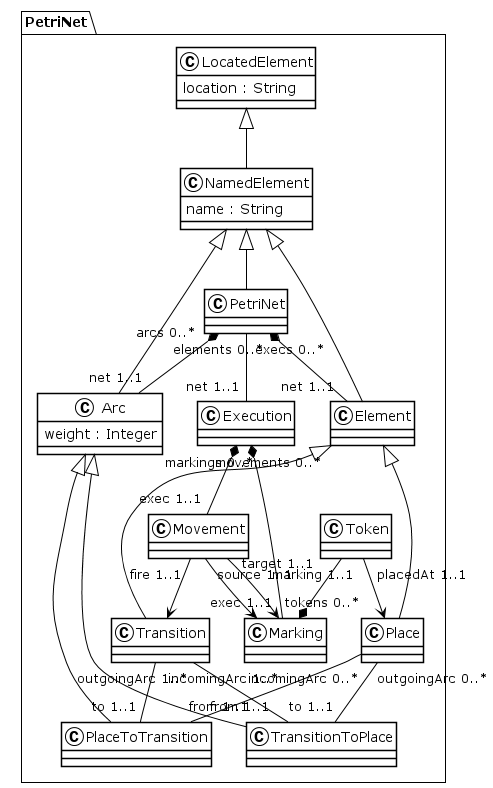 PetriNet
C LocatedElement
location : String
C NamedElement
name : String
C PetriNet
arcs 0..*
elements 0..* execs 0..*
net 1..1 net 1..1 net 1..1
C Arc
weight : Integer
C Execution
C Element
markings 0..* movements 0..*
exec 1..1
C Movement
C Token
target 1..1
fire 1..1 source 1..1 marking 1..1 placedAt 1..1
exec 1..1 tokens 0..*
C Transition
C Marking
C Place
outgoingArc 1..* incomingArc 1..* incomingArc 0..* outgoingArc 0..*
to 1..1 from 1..1 from 1..1 to 1..1
C PlaceToTransition
C TransitionToPlace